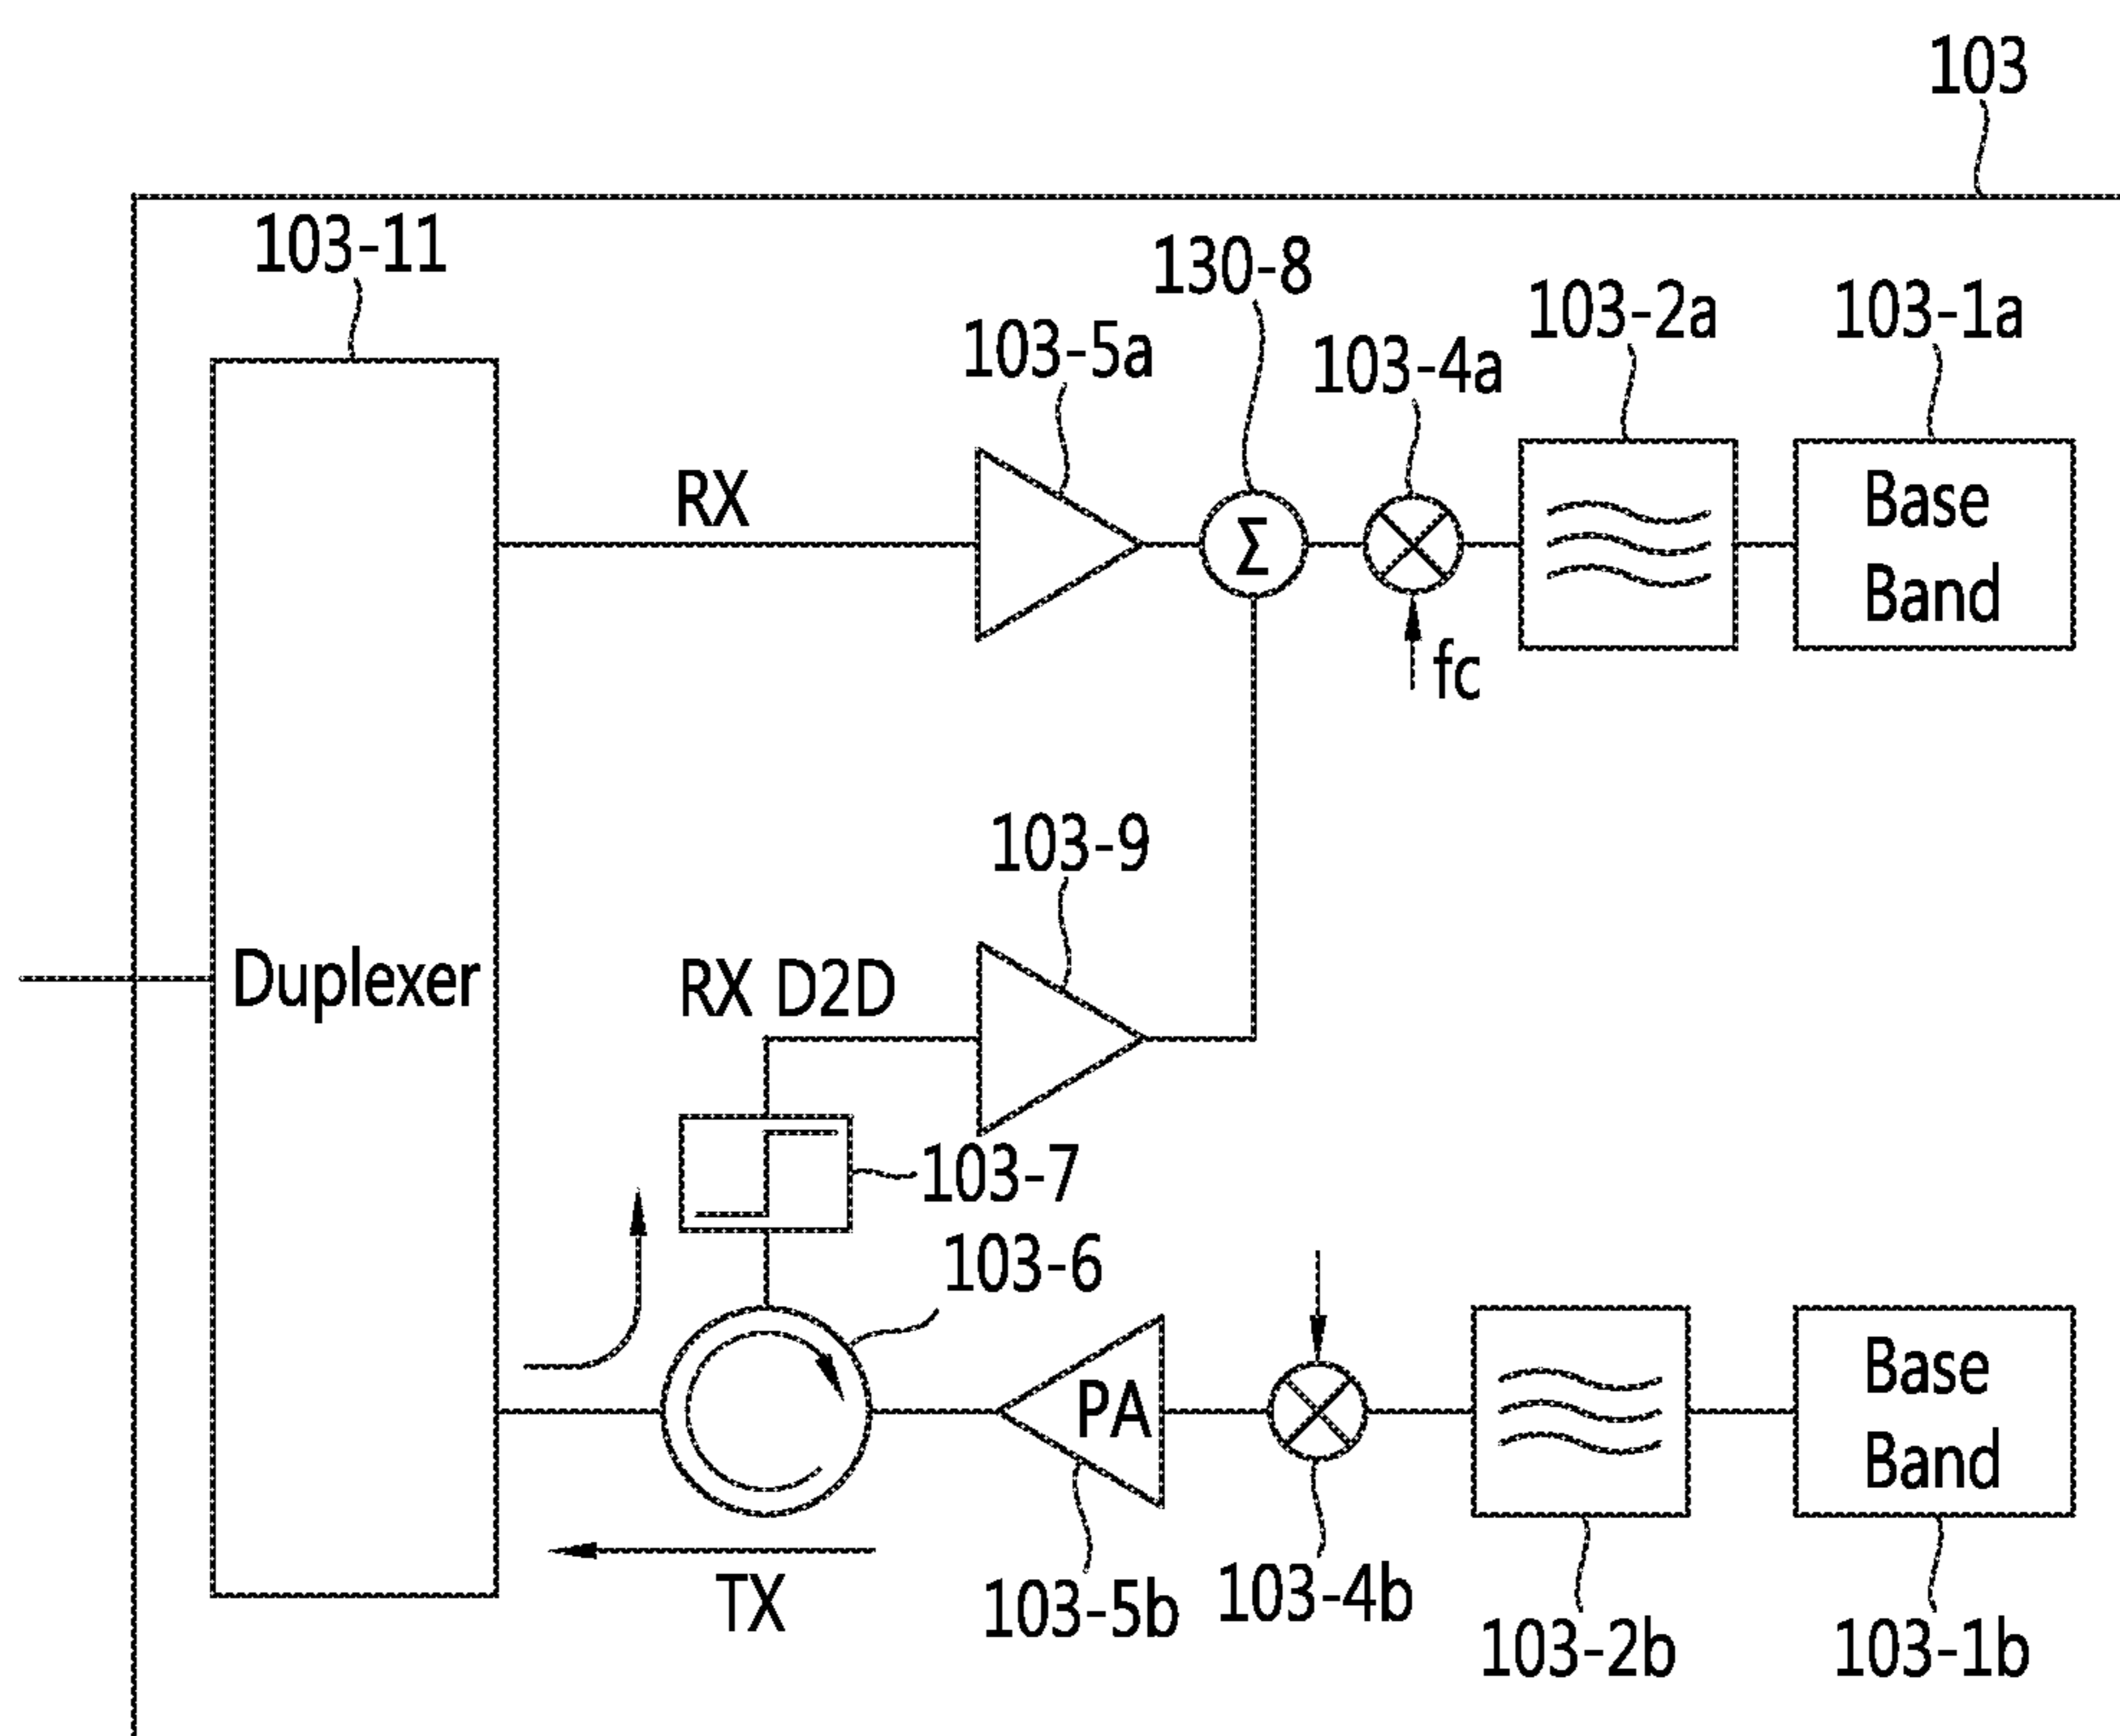 103
103-11
130-8
103-5a
103-4a
103-2a
103-1a
RX
Σ
Base
Band
fc
103-9
Duplexer
RX D2D
103-7
103-6
PA
Base
Band
TX
103-5b
103-4b
103-2b
103-1b